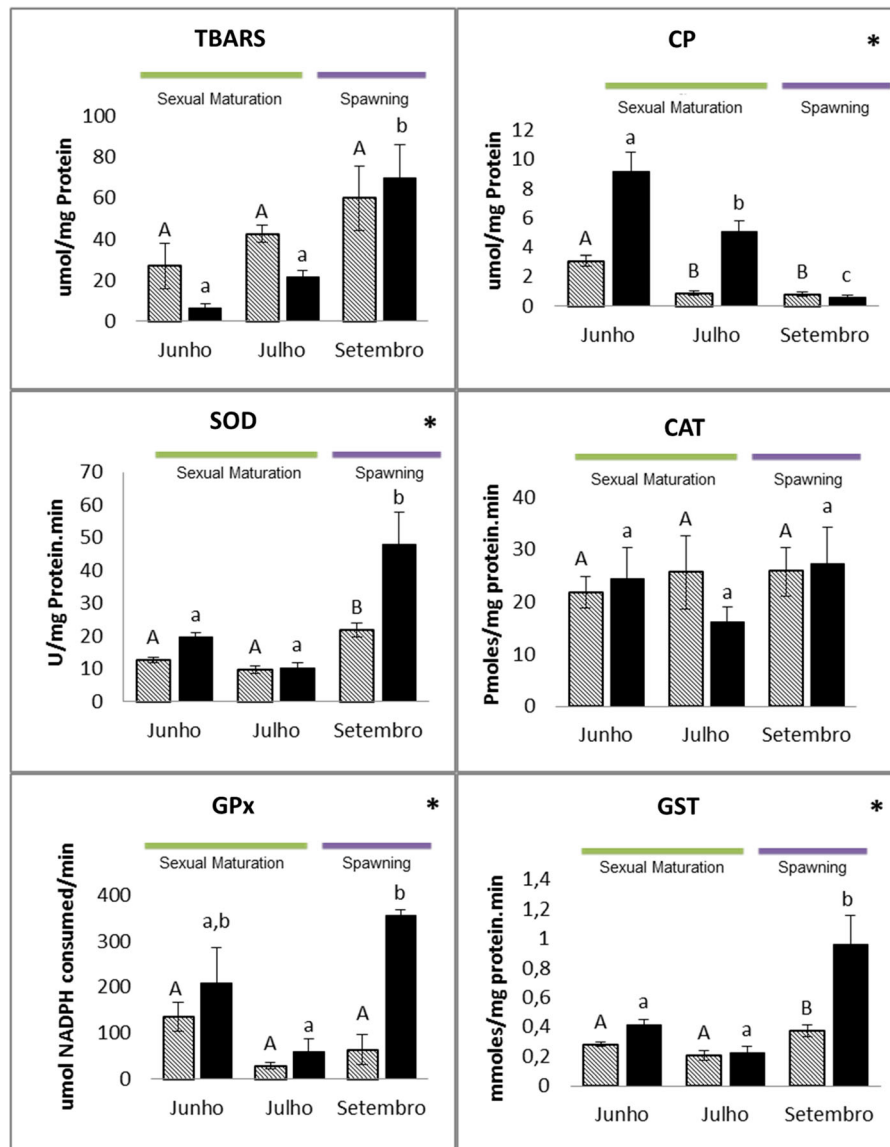 TBARS
Sexual Maturation Spawning
umol/mg Protein
100
80
60
40
20
0
A a A a A b
Junho Julho Setembro
CP *
Sexual Maturation Spawning
umol/mg Protein
12
10
8
6
4
2
0
A a B b B c
Junho Julho Setembro
SOD *
Sexual Maturation Spawning
U/mg Protein.min
70
60
50
40
30
20
10
0
A a A a B b
Junho Julho Setembro
CAT
Sexual Maturation Spawning
Pmoles/mg protein.min
40
30
20
10
0
A a A a A a
Junho Julho Setembro
GPx *
Sexual Maturation Spawning
umol NADPH consumed/min
400
300
200
100
0
A a,b A a A b
Junho Julho Setembro
GST *
Sexual Maturation Spawning
mmoles/mg protein.min
1,4
1,2
1
0,8
0,6
0,4
0,2
0
A a A a B b
Junho Julho Setembro